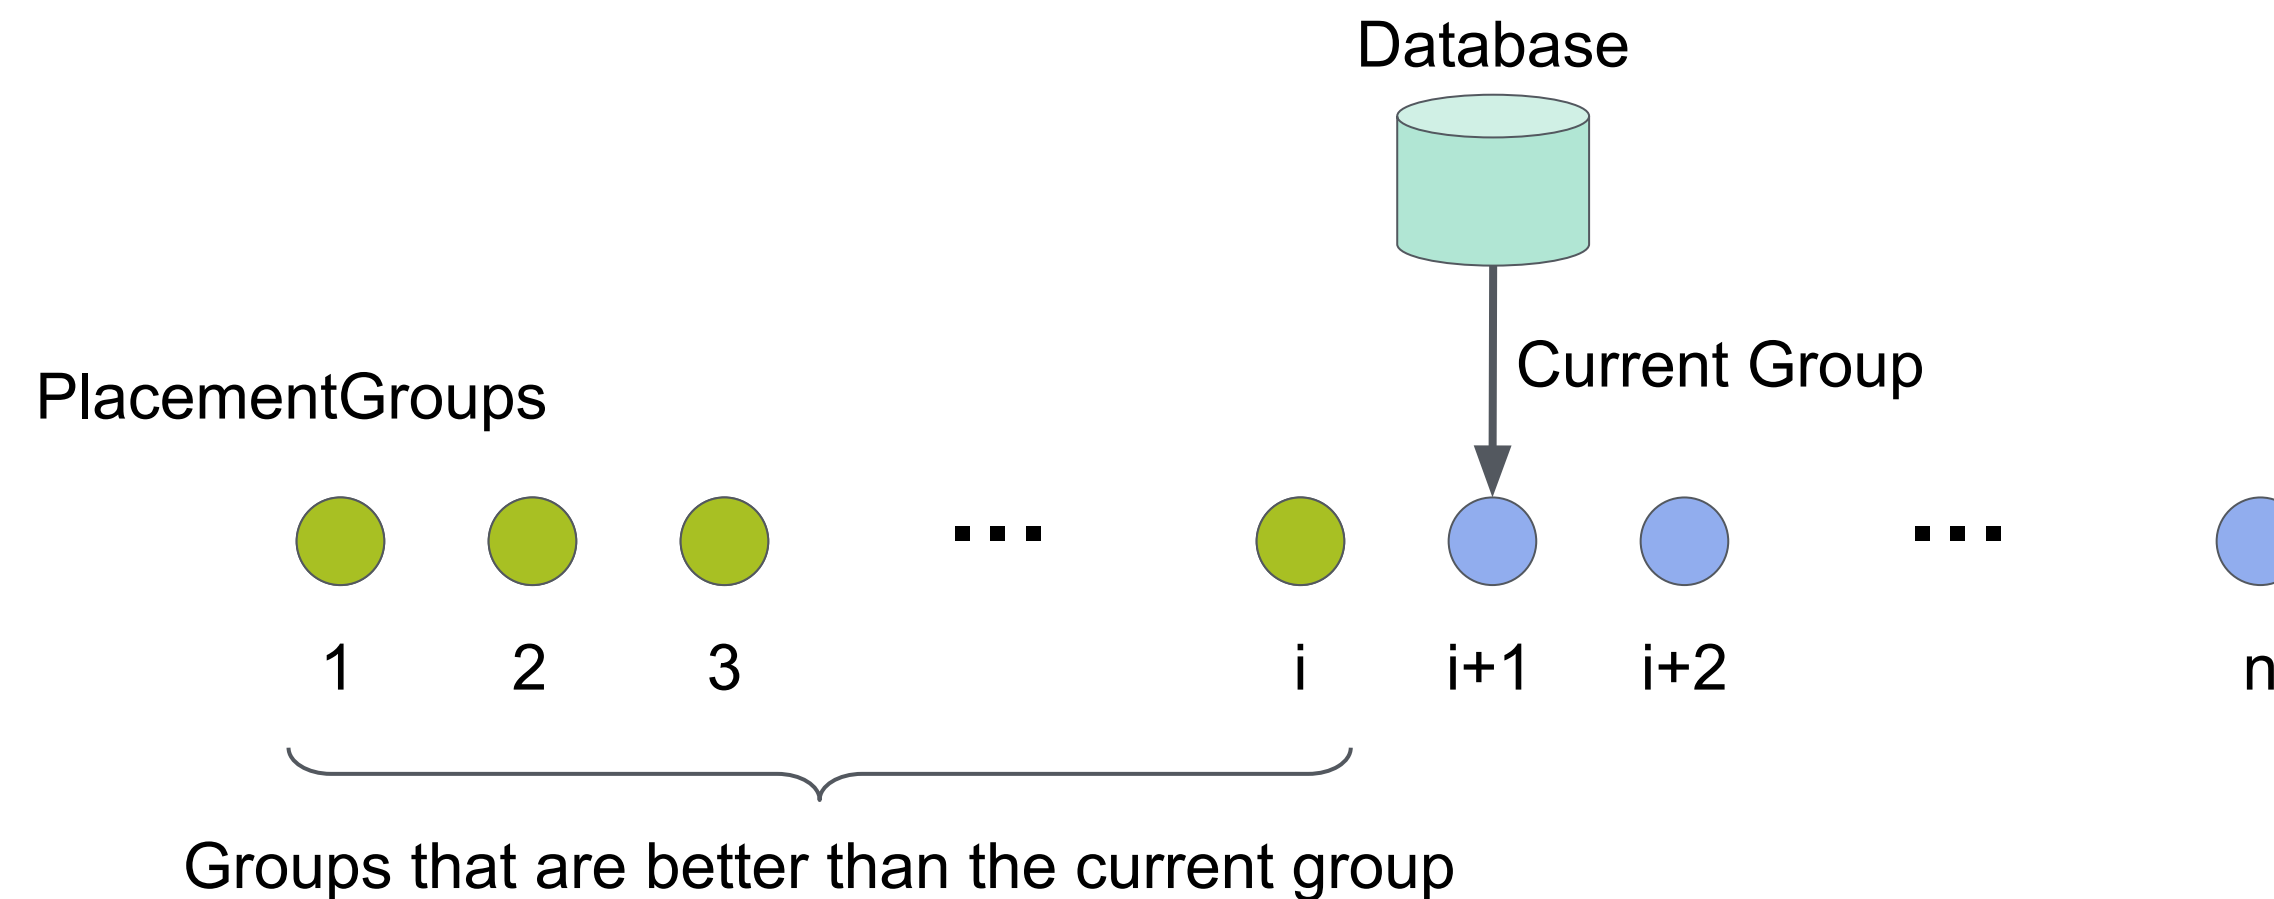 Database
Current Group
PlacementGroups
...
...
1 2 3 i i+1 i+2 n
Groups that are better than the current group